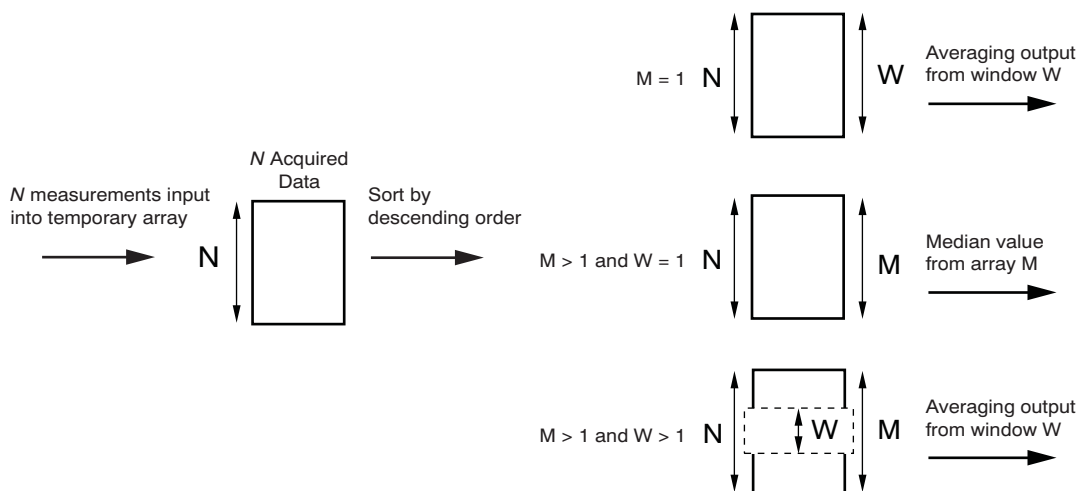 N measurements input
into temporary array
N
N Acquired
Data
Sort by
descending order
M = 1
N
W
Averaging output
from window W
M > 1 and W = 1
N
M
Median value
from array M
M > 1 and W > 1
N
W
M
Averaging output
from window W